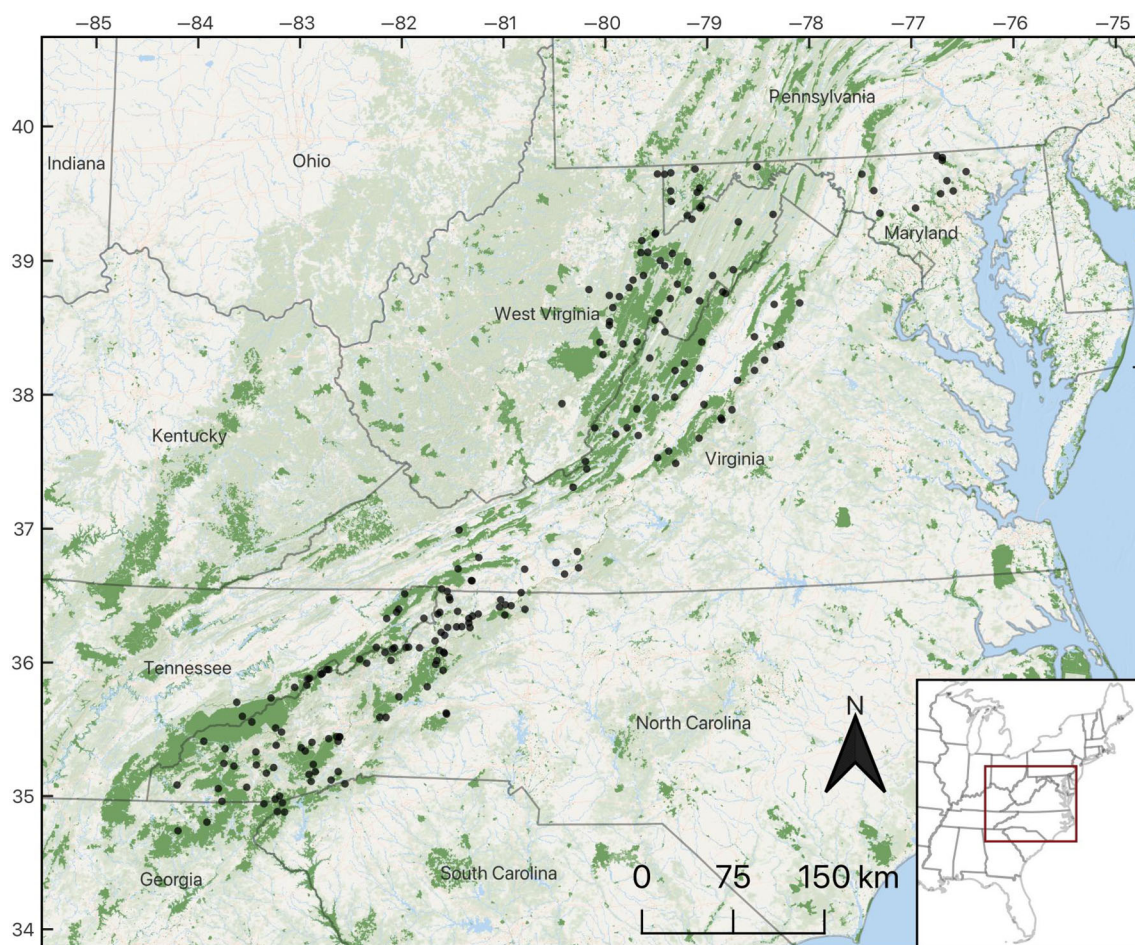 −85 −84 −83 −82 −81 −80 −79 −78 −77 −76 −75
Pennsylvania
40
Indiana
Ohio
39
Maryland
West Virginia
38
Kentucky
Virginia
37
36
Tennessee
N
North Carolina
35
0 75 150 km
Georgia
South Carolina
34